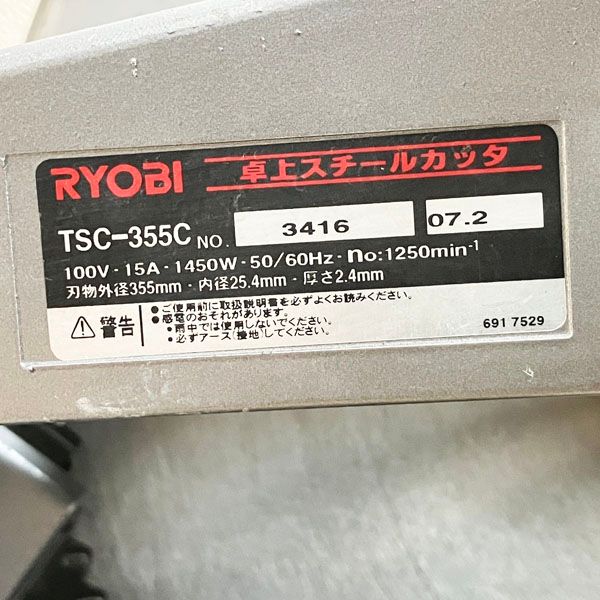 RYOBI 卓上スチールカッタ
TSC-355C NO. 3416 07.2
100V・15A・1450W・50/60Hz・no:1250min-1
刃物外径355mm・内径25.4mm・厚さ2.4mm
⚠警告
●ご使用前に取扱説明書を必ずよくお読みください。
●感電のおそれがあります。
・雨中では使用しないでください。
・必ずアース(接地)してください。
691 7529